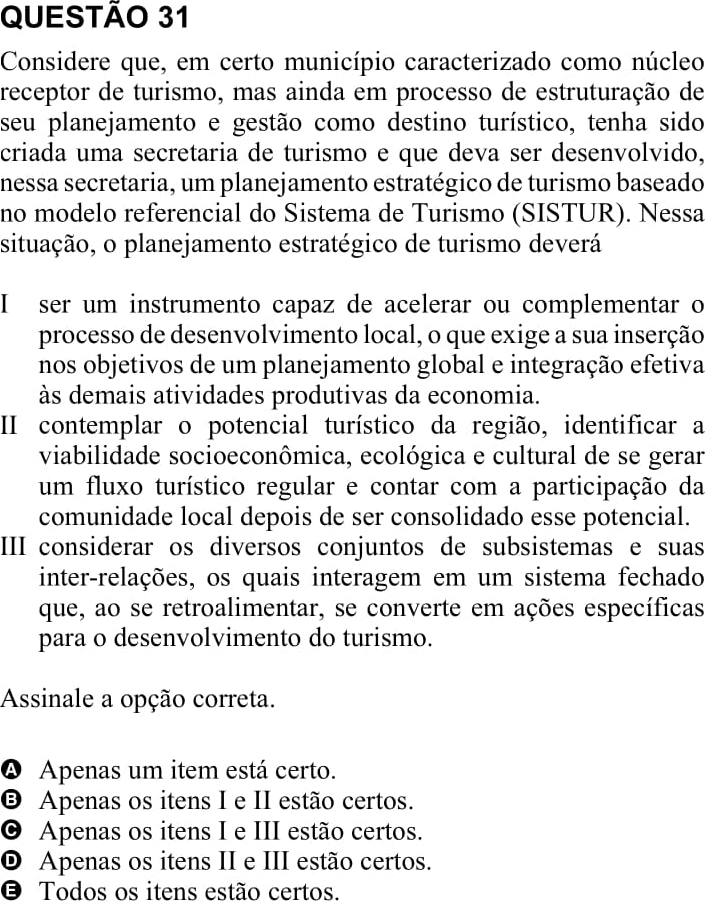 QUESTÃO 31
Considere que, em certo município caracterizado como núcleo
receptor de turismo, mas ainda em processo de estruturação de
seu planejamento e gestão como destino turístico, tenha sido
criada uma secretaria de turismo e que deva ser desenvolvido,
nessa secretaria, um planejamento estratégico de turismo baseado
no modelo referencial do Sistema de Turismo (SISTUR). Nessa
situação, o planejamento estratégico de turismo deverá
I ser um instrumento capaz de acelerar ou complementar o
processo de desenvolvimento local, o que exige a sua inserção
nos objetivos de um planejamento global e integração efetiva
às demais atividades produtivas da economia.
II contemplar o potencial turístico da região, identificar a
viabilidade socioeconômica, ecológica e cultural de se gerar
um fluxo turístico regular e contar com a participação da
comunidade local depois de ser consolidado esse potencial.
III considerar os diversos conjuntos de subsistemas e suas
inter-relações, os quais interagem em um sistema fechado
que, ao se retroalimentar, se converte em ações específicas
para o desenvolvimento do turismo.
Assinale a opção correta.
A Apenas um item está certo.
B Apenas os itens I e II estão certos.
C Apenas os itens I e III estão certos.
D Apenas os itens II e III estão certos.
E Todos os itens estão certos.